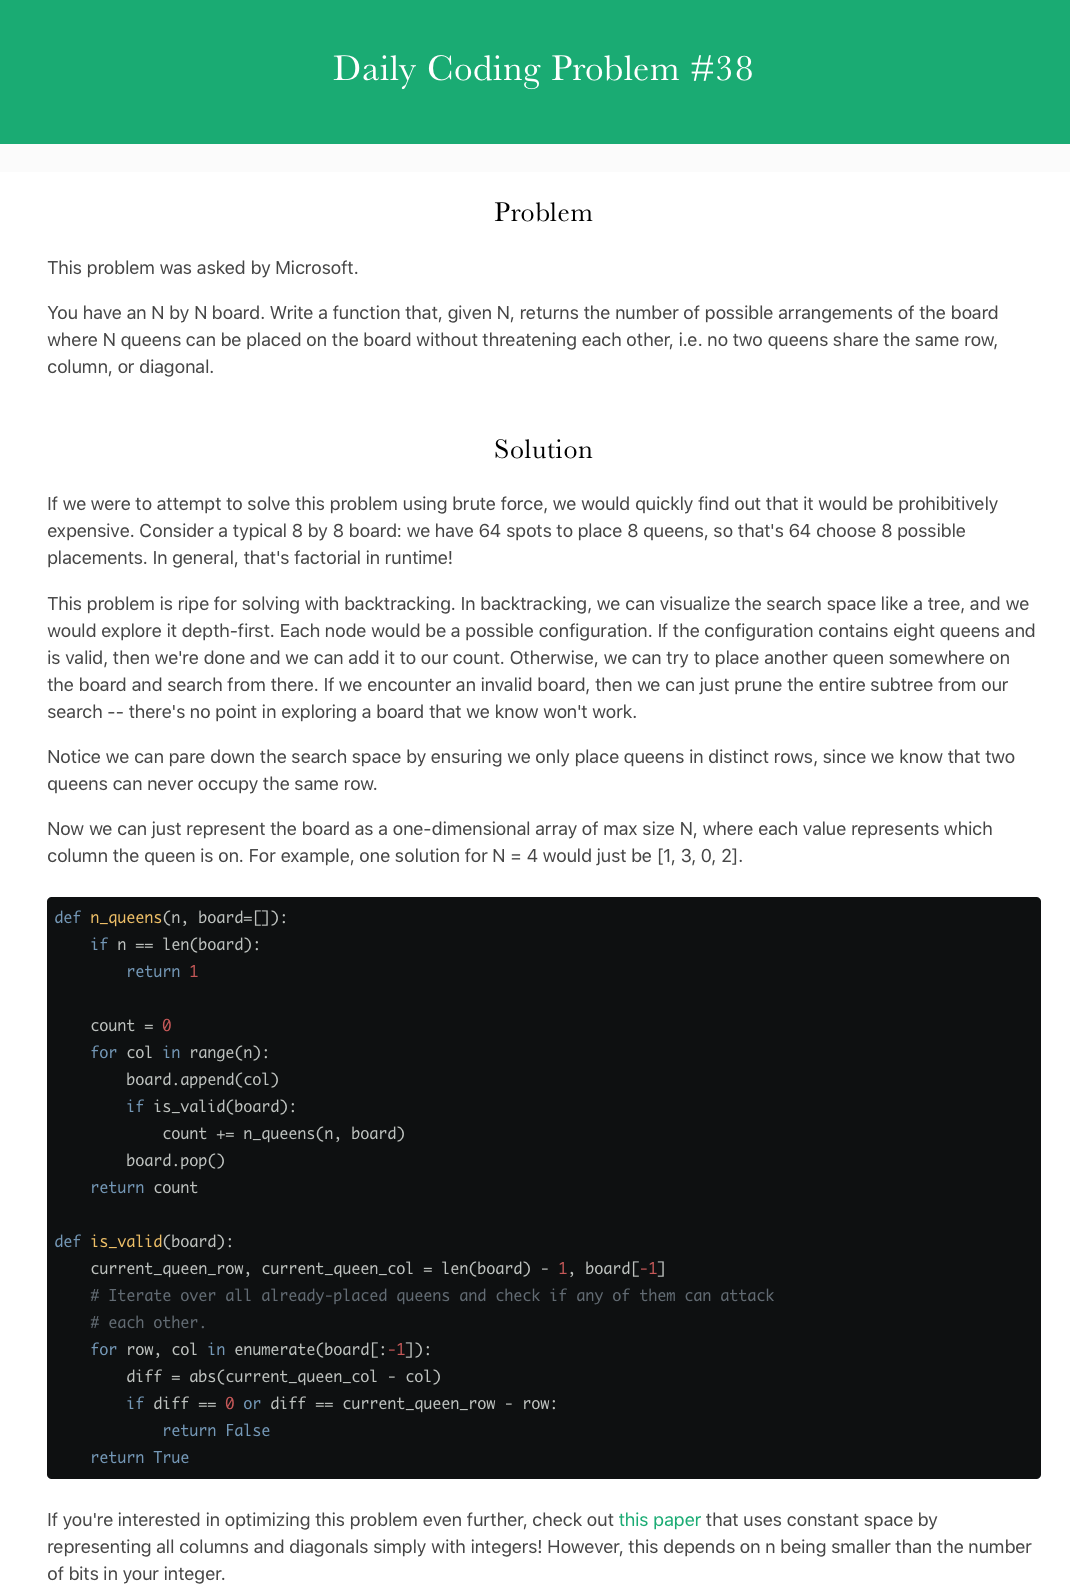 Daily Coding Problem #38
Problem
This problem was asked by Microsoft.
You have an N by N board. Write a function that, given N, returns the number of possible arrangements of the board
where N queens can be placed on the board without threatening each other, i.e. no two queens share the same row,
column, or diagonal.
Solution
If we were to attempt to solve this problem using brute force, we would quickly find out that it would be prohibitively
expensive. Consider a typical 8 by 8 board: we have 64 spots to place 8 queens, so that's 64 choose 8 possible
placements. In general, that's factorial in runtime!
This problem is ripe for solving with backtracking. In backtracking, we can visualize the search space like a tree, and we
would explore it depth-first. Each node would be a possible configuration. If the configuration contains eight queens and
is valid, then we're done and we can add it to our count. Otherwise, we can try to place another queen somewhere on
the board and search from there. If we encounter an invalid board, then we can just prune the entire subtree from our
search -- there's no point in exploring a board that we know won't work.
Notice we can pare down the search space by ensuring we only place queens in distinct rows, since we know that two
queens can never occupy the same row.
Now we can just represent the board as a one-dimensional array of max size N, where each value represents which
column the queen is on. For example, one solution for N = 4 would just be [1, 3, 0, 2].
def n_queens(n, board=[]):
    if n == len(board):
        return 1

    count = 0
    for col in range(n):
        board.append(col)
        if is_valid(board):
            count += n_queens(n, board)
        board.pop()
    return count

def is_valid(board):
    current_queen_row, current_queen_col = len(board) - 1, board[-1]
    # Iterate over all already-placed queens and check if any of them can attack
    # each other.
    for row, col in enumerate(board[:-1]):
        diff = abs(current_queen_col - col)
        if diff == 0 or diff == current_queen_row - row:
            return False
    return True
If you're interested in optimizing this problem even further, check out this paper that uses constant space by
representing all columns and diagonals simply with integers! However, this depends on n being smaller than the number
of bits in your integer.